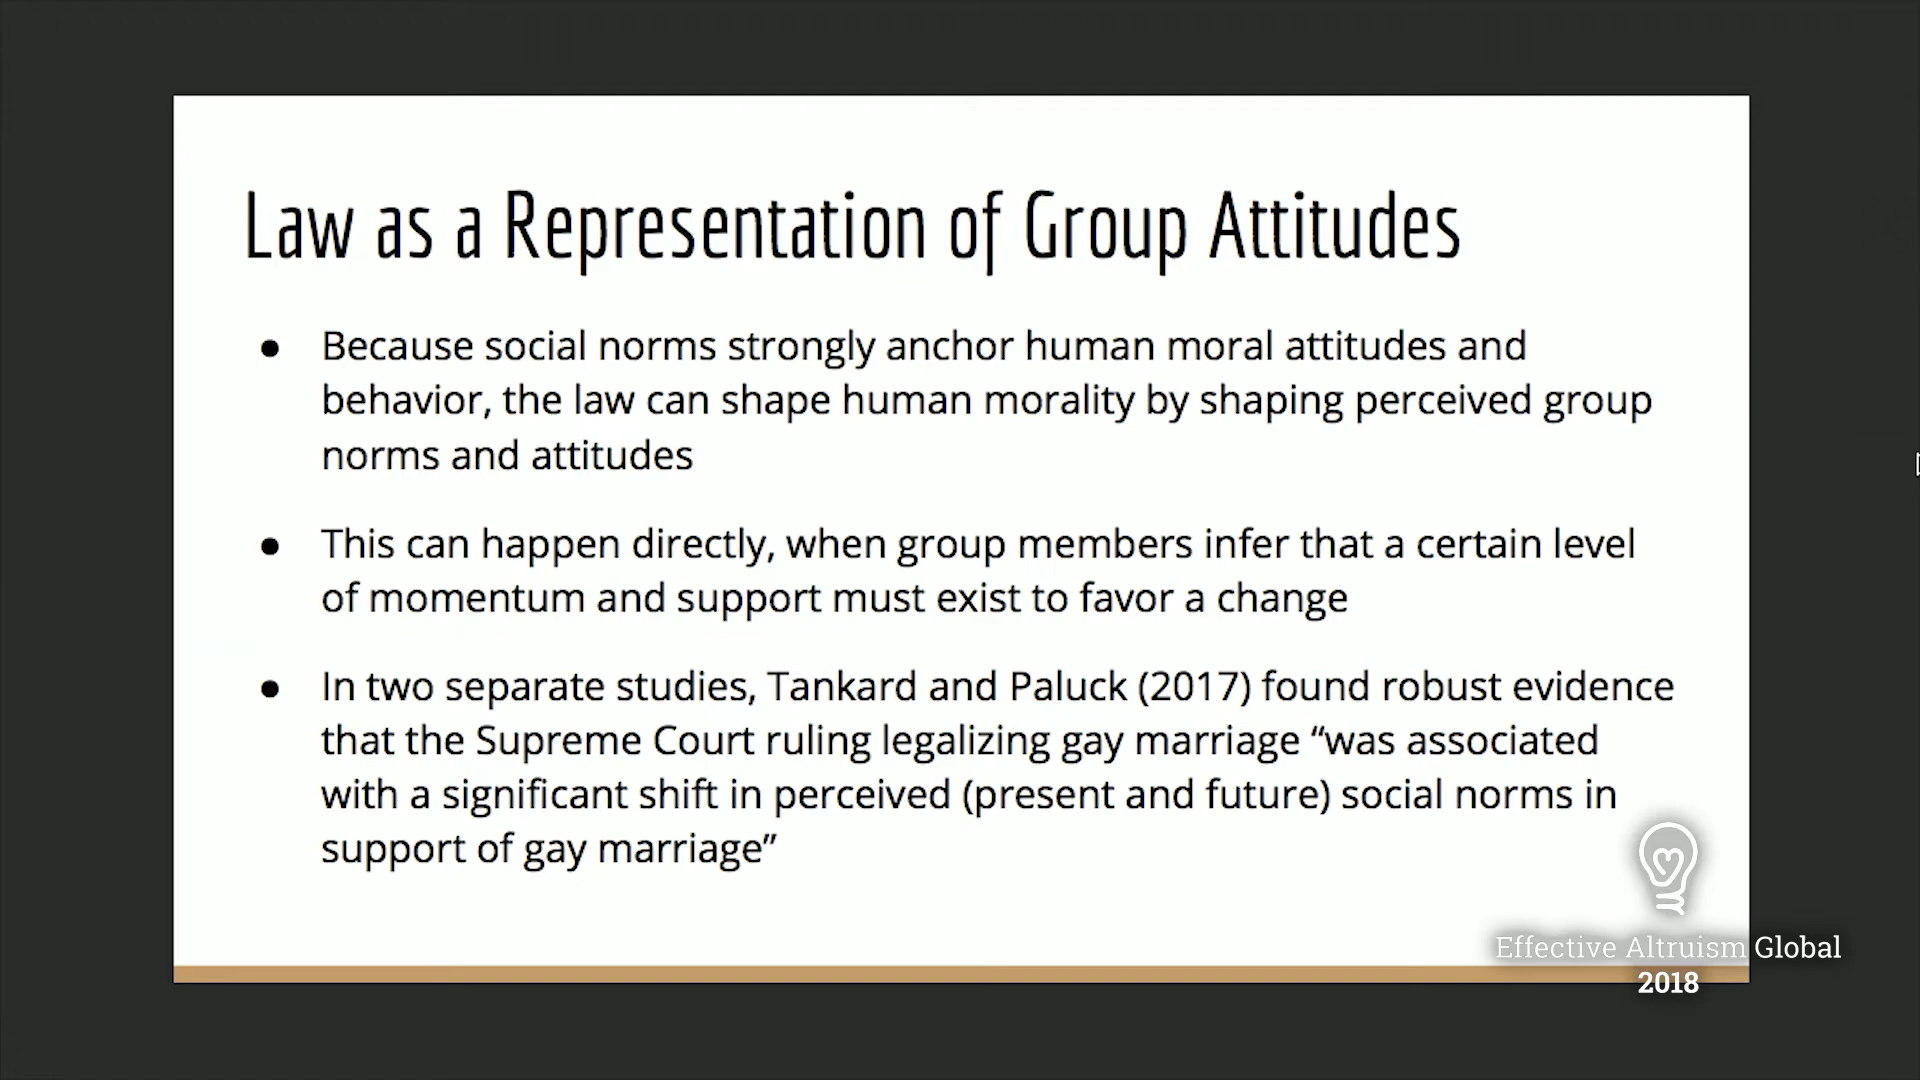 Law as a Representation of Group Attitudes
● Because social norms strongly anchor human moral attitudes and
behavior, the law can shape human morality by shaping perceived group
norms and attitudes
● This can happen directly, when group members infer that a certain level
of momentum and support must exist to favor a change
● In two separate studies, Tankard and Paluck (2017) found robust evidence
that the Supreme Court ruling legalizing gay marriage “was associated
with a significant shift in perceived (present and future) social norms in
support of gay marriage”
Effective Altruism Global
2018